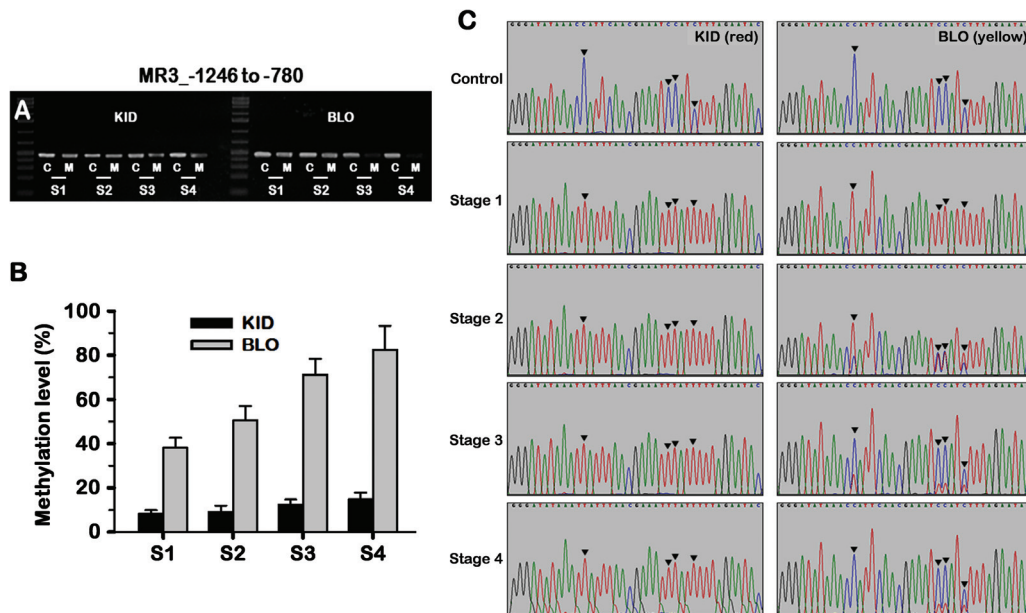 MR3_-1246 to -780
A
KID
BLO
C M C M C M C M
C M C M C M C M
S1 S2 S3 S4
S1 S2 S3 S4
B
Methylation level (%)
100
80
60
40
20
0
KID
BLO
S1 S2 S3 S4
C
KID (red)
BLO (yellow)
Control
Stage 1
Stage 2
Stage 3
Stage 4